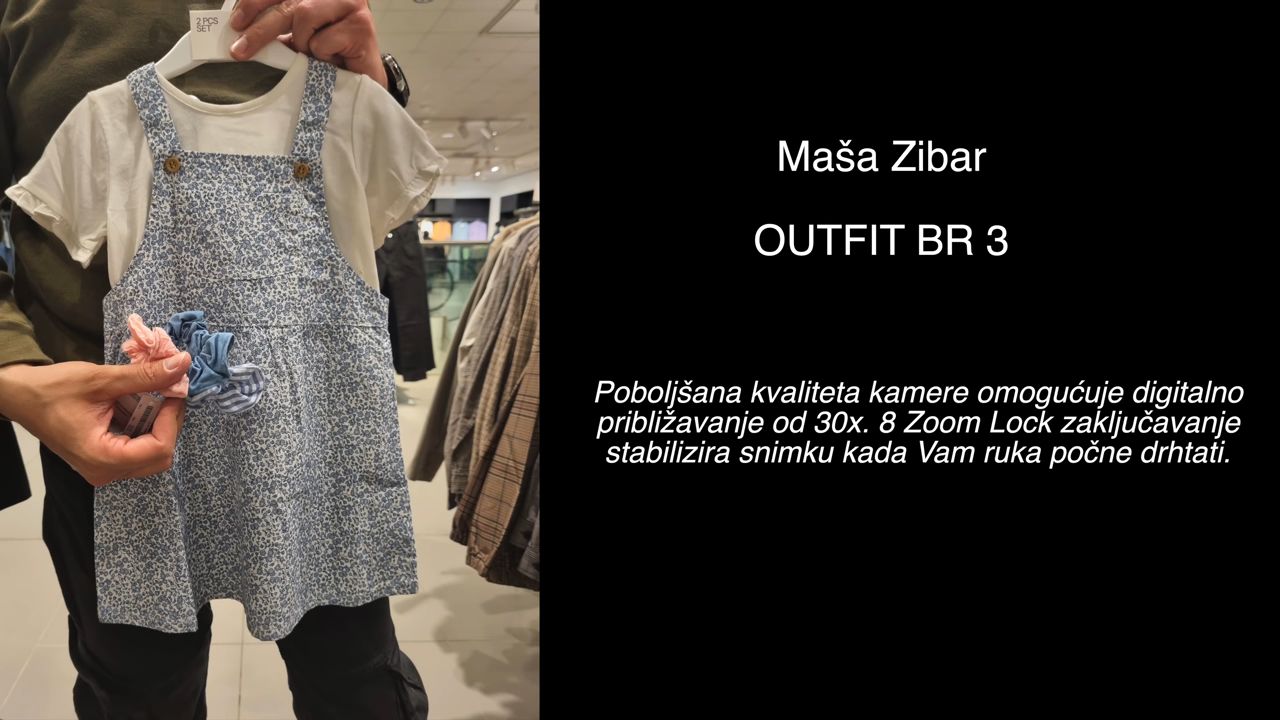 2 PCS
SET
Maša Zibar
OUTFIT BR 3
Poboljšana kvaliteta kamere omogućuje digitalno
približavanje od 30x. 8 Zoom Lock zaključavanje
stabilizira snimku kada Vam ruka počne drhtati.